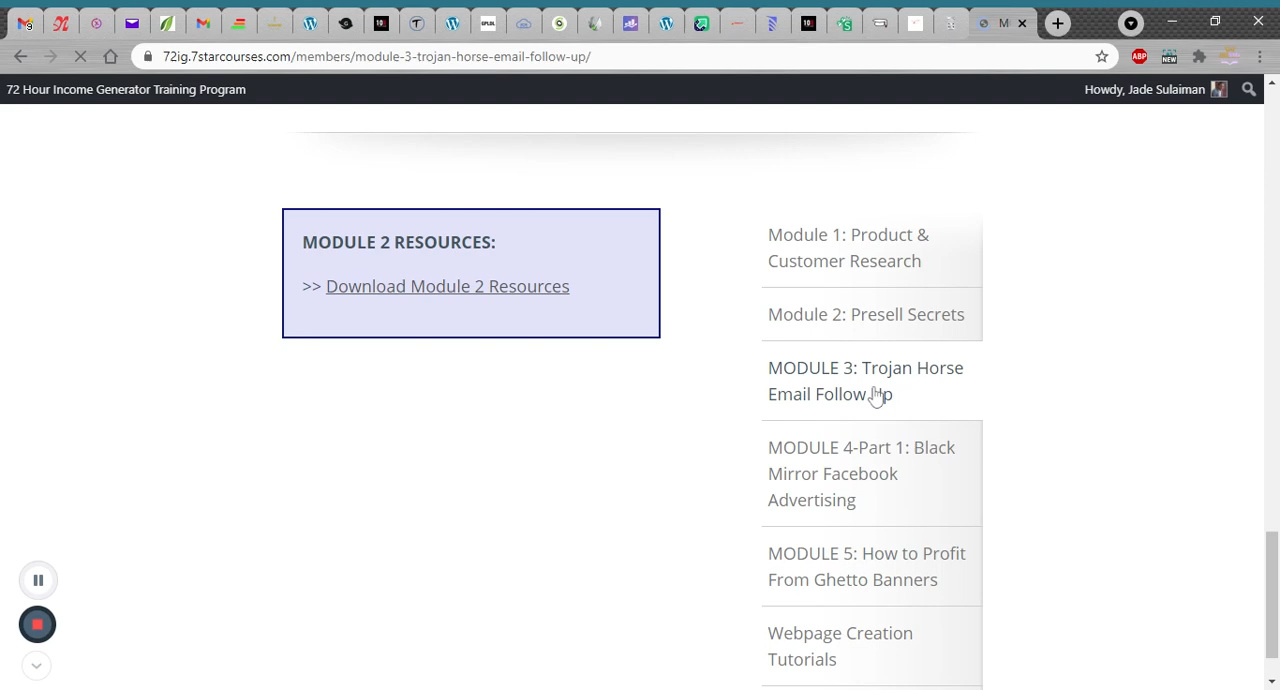 M
72ig.7starcourses.com/members/module-3-trojan-horse-email-follow-up/
ABP
NEW
72 Hour Income Generator Training Program
Howdy, Jade Sulaiman
MODULE 2 RESOURCES:
>> Download Module 2 Resources
Module 1: Product &
Customer Research
Module 2: Presell Secrets
MODULE 3: Trojan Horse
Email Follow Up
MODULE 4-Part 1: Black
Mirror Facebook
Advertising
MODULE 5: How to Profit
From Ghetto Banners
Webpage Creation
Tutorials